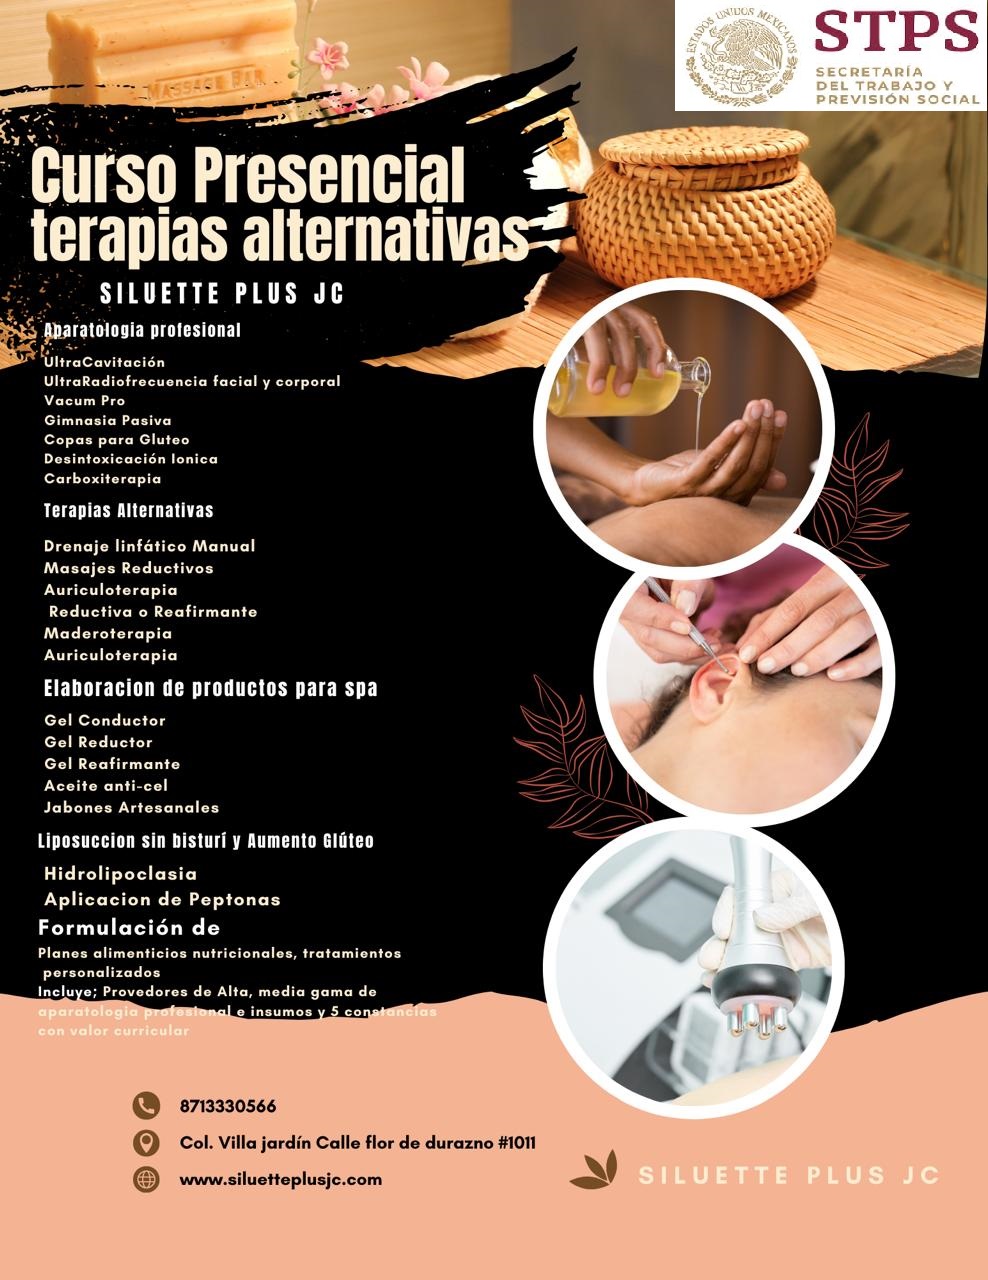 MASSAGE BAR
ESTADOS UNIDOS MEXICANOS
STPS
SECRETARÍA
DEL TRABAJO Y
PREVISIÓN SOCIAL
Curso Presencial
terapias alternativas
SILUETTE PLUS JC
Aparatologia profesional
UltraCavitación
UltraRadiofrecuencia facial y corporal
Vacum Pro
Gimnasia Pasiva
Copas para Gluteo
Desintoxicación Ionica
Carboxiterapia
Terapias Alternativas
Drenaje linfático Manual
Masajes Reductivos
Auriculoterapia
Reductiva o Reafirmante
Maderoterapia
Auriculoterapia
Elaboracion de productos para spa
Gel Conductor
Gel Reductor
Gel Reafirmante
Aceite anti-cel
Jabones Artesanales
Liposuccion sin bisturí y Aumento Glúteo
Hidrolipoclasia
Aplicacion de Peptonas
Formulación de
Planes alimenticios nutricionales, tratamientos
personalizados
Incluye; Provedores de Alta, media gama de
aparatologia profesional e insumos y 5 constancias
con valor curricular
8713330566
Col. Villa jardín Calle flor de durazno #1011
www.siluetteplusjc.com
SILUETTE PLUS JC